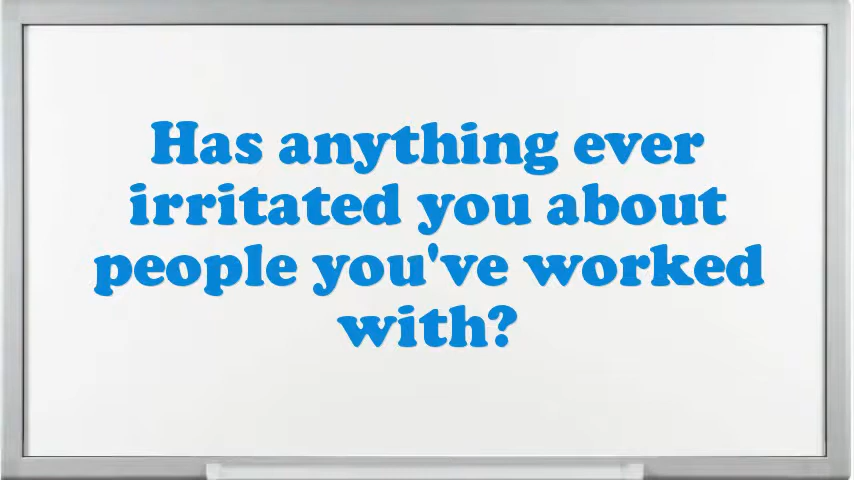 Has anything ever
irritated you about
people you've worked
with?